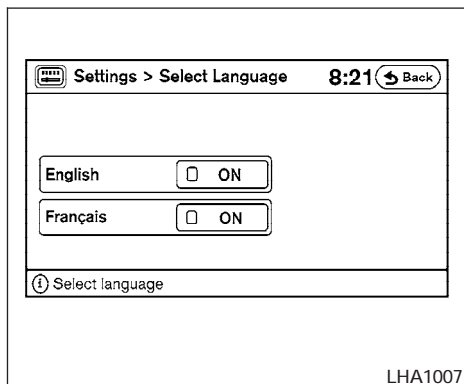 Settings > Select Language 8:21 Back
English ON
Français ON
i Select language
LHA1007